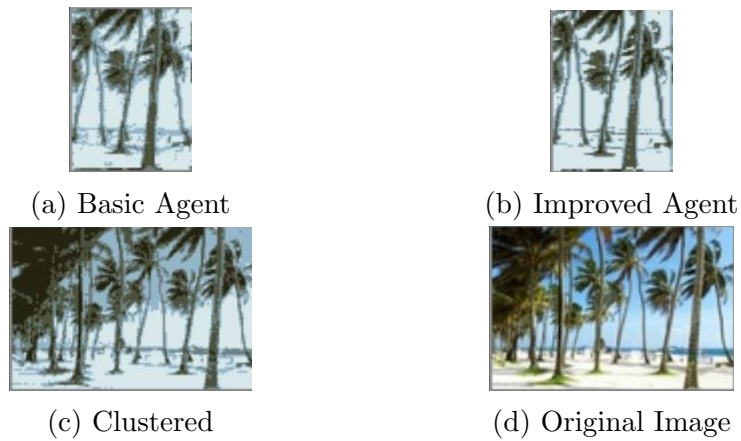 (a) Basic Agent
(b) Improved Agent
(c) Clustered
(d) Original Image